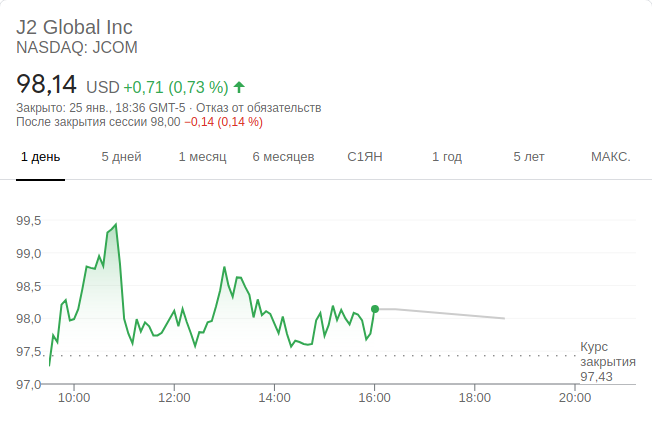 J2 Global Inc
NASDAQ: JCOM
98,14 USD +0,71 (0,73 %)
Закрыто: 25 янв., 18:36 GMT-5 · Отказ от обязательств
После закрытия сессии 98,00 −0,14 (0,14 %)
1 день 5 дней 1 месяц 6 месяцев С1ЯН 1 год 5 лет МАКС.
99,5
99,0
98,5
98,0
97,5
97,0
Курс
закрытия
97,43
10:00 12:00 14:00 16:00 18:00 20:00